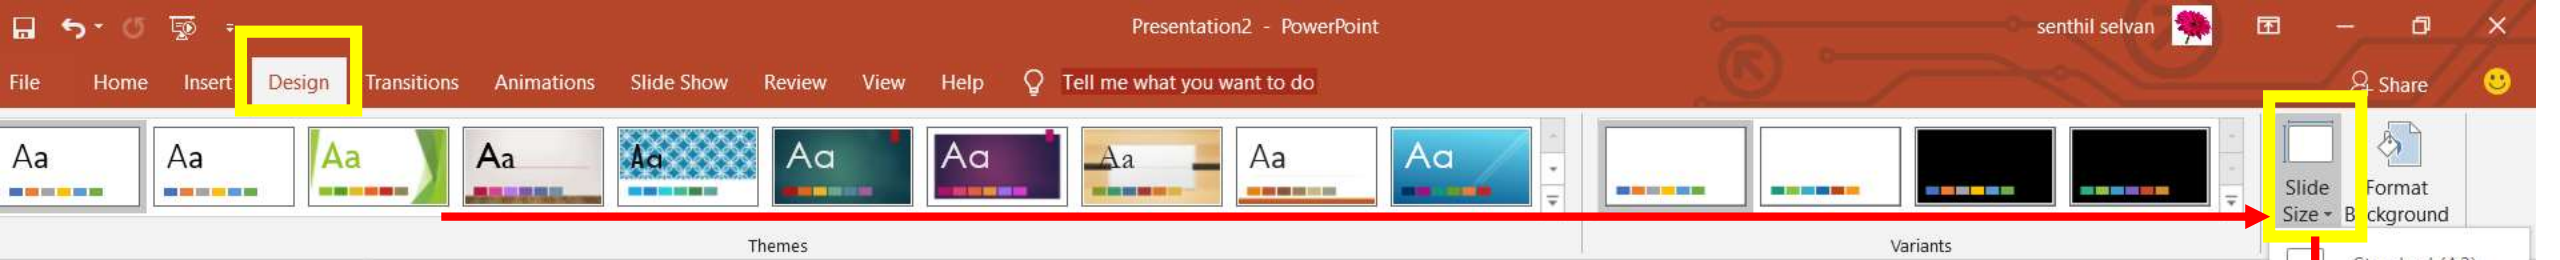 Presentation2 - PowerPoint
senthil selvan
File Home Insert Design Transitions Animations Slide Show Review View Help Tell me what you want to do Share
Aa Aa Aa Aa Aa Aa Aa Aa Aa Aa
Slide Size
Format Background
Themes
Variants